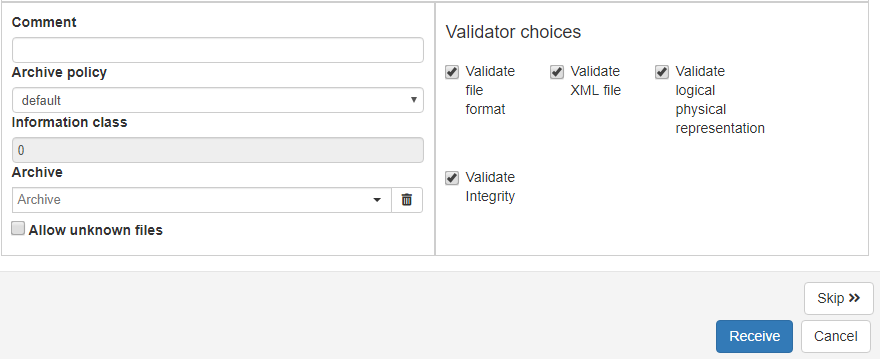 Comment
Archive policy
default
Information class
0
Archive
Archive
Allow unknown files
Validator choices
Validate
file
format
Validate
XML file
Validate
logical
physical
representation
Validate
Integrity
Skip
Receive
Cancel